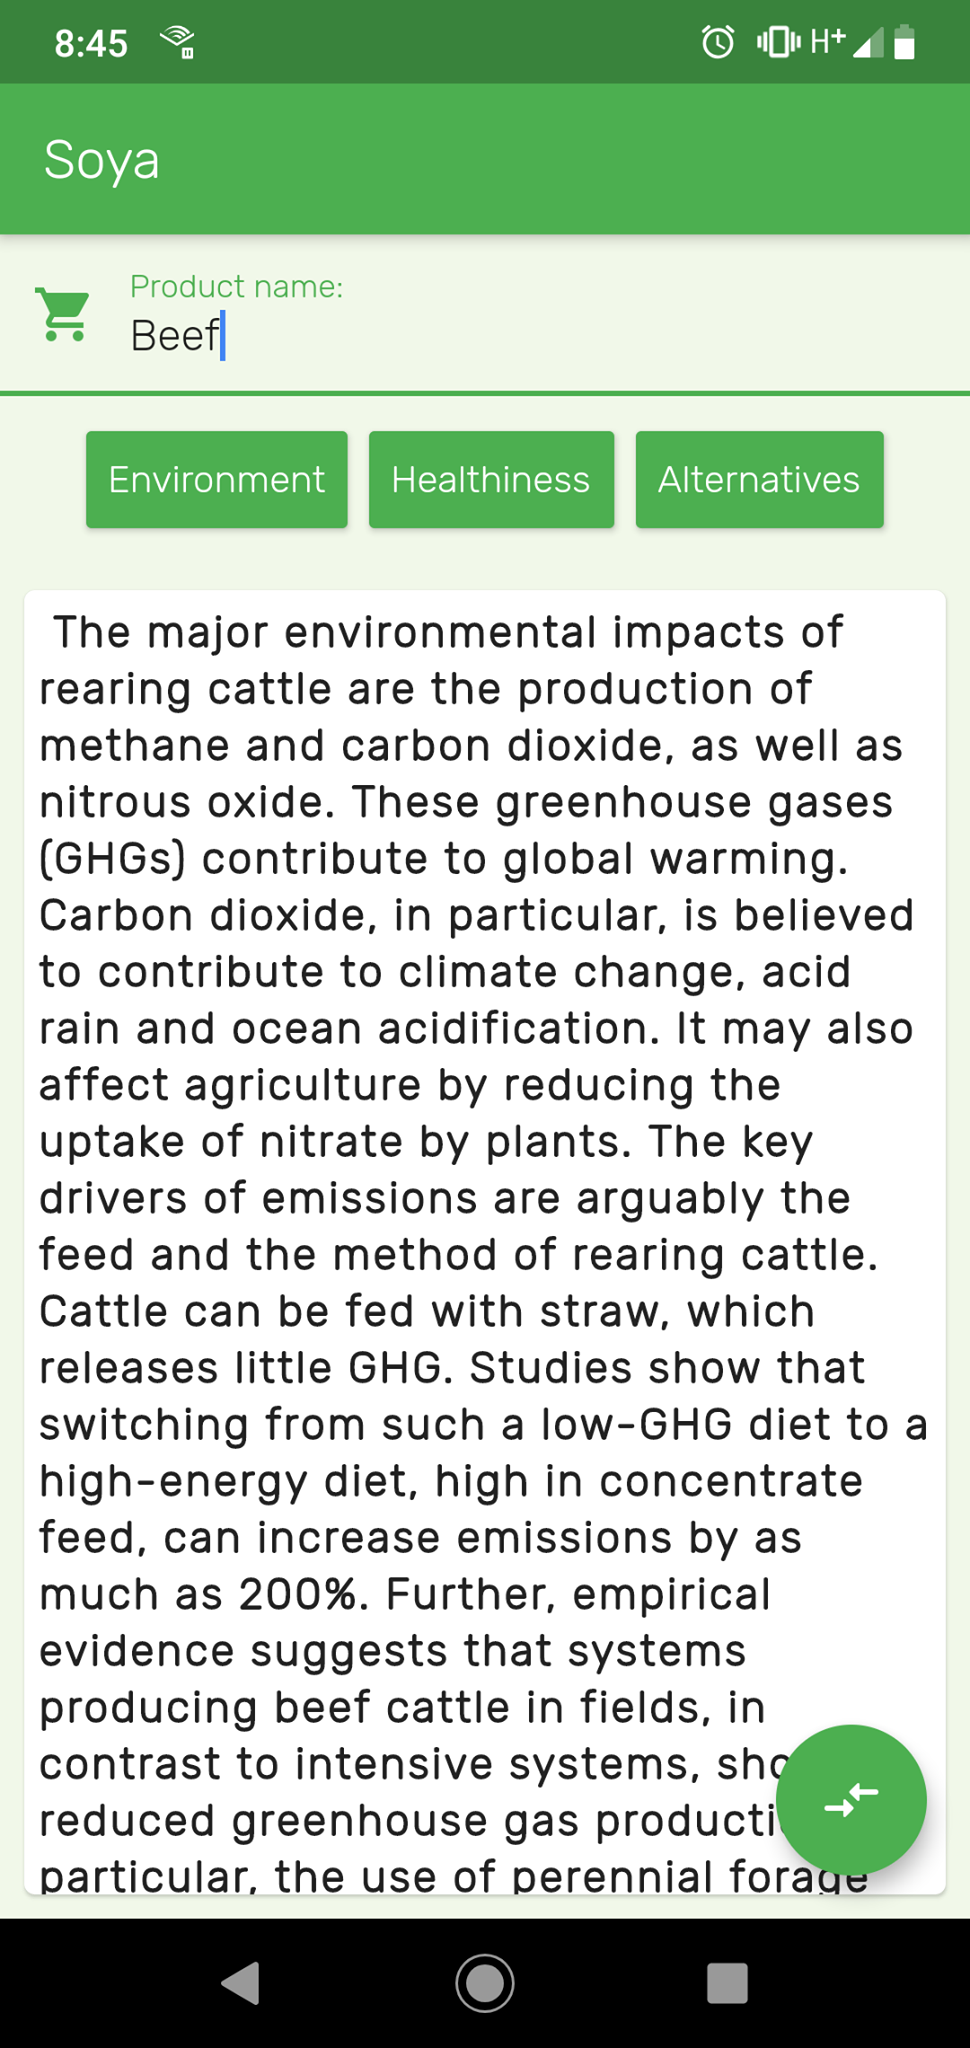 8:45
H+
Soya
Product name:
Beef
Environment
Healthiness
Alternatives
The major environmental impacts of
rearing cattle are the production of
methane and carbon dioxide, as well as
nitrous oxide. These greenhouse gases
(GHGs) contribute to global warming.
Carbon dioxide, in particular, is believed
to contribute to climate change, acid
rain and ocean acidification. It may also
affect agriculture by reducing the
uptake of nitrate by plants. The key
drivers of emissions are arguably the
feed and the method of rearing cattle.
Cattle can be fed with straw, which
releases little GHG. Studies show that
switching from such a low-GHG diet to a
high-energy diet, high in concentrate
feed, can increase emissions by as
much as 200%. Further, empirical
evidence suggests that systems
producing beef cattle in fields, in
contrast to intensive systems,
reduced greenhouse gas
particular, the use of perennial forage